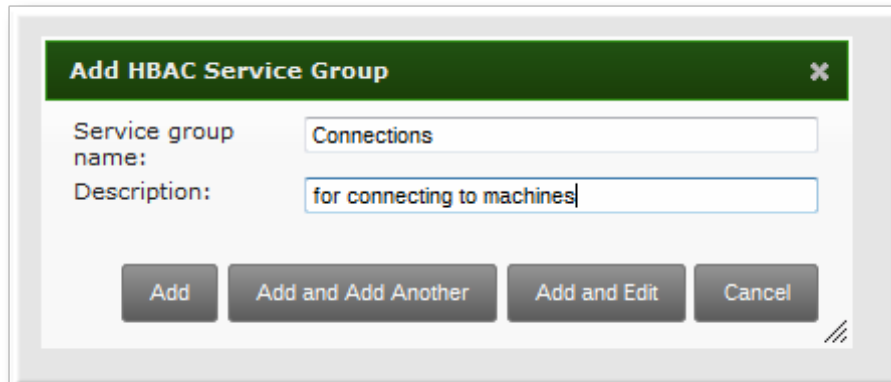 Add HBAC Service Group
Service group
name:
Connections
Description:
for connecting to machines
Add
Add and Add Another
Add and Edit
Cancel